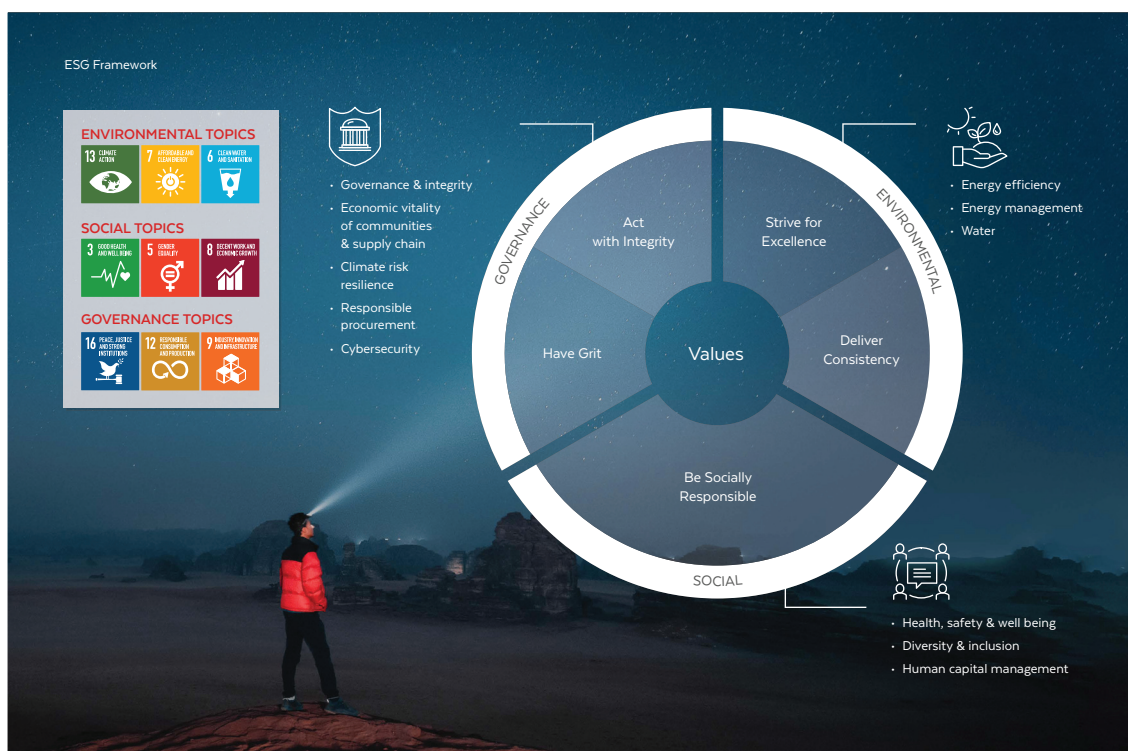 ESG Framework
ENVIRONMENTAL TOPICS
13 CLIMATE
ACTION
7 AFFORDABLE AND
CLEAN ENERGY
6 CLEAN WATER
AND SANITATION
SOCIAL TOPICS
3 GOOD HEALTH
AND WELL BEING
5 GENDER
EQUALITY
8 DECENT WORK AND
ECONOMIC GROWTH
GOVERNANCE TOPICS
16 PEACE, JUSTICE
AND STRONG
INSTITUTIONS
12 RESPONSIBLE
CONSUMPTION
AND PRODUCTION
9 INDUSTRY, INNOVATION
AND INFRASTRUCTURE
• Governance & integrity
• Economic vitality
of communities
& supply chain
• Climate risk
resilience
• Responsible
procurement
• Cybersecurity
GOVERNANCE
Act
with Integrity
Have Grit
Values
Strive for
Excellence
Deliver
Consistency
Be Socially
Responsible
ENVIRONMENTAL
SOCIAL
• Energy efficiency
• Energy management
• Water
• Health, safety & well being
• Diversity & inclusion
• Human capital management